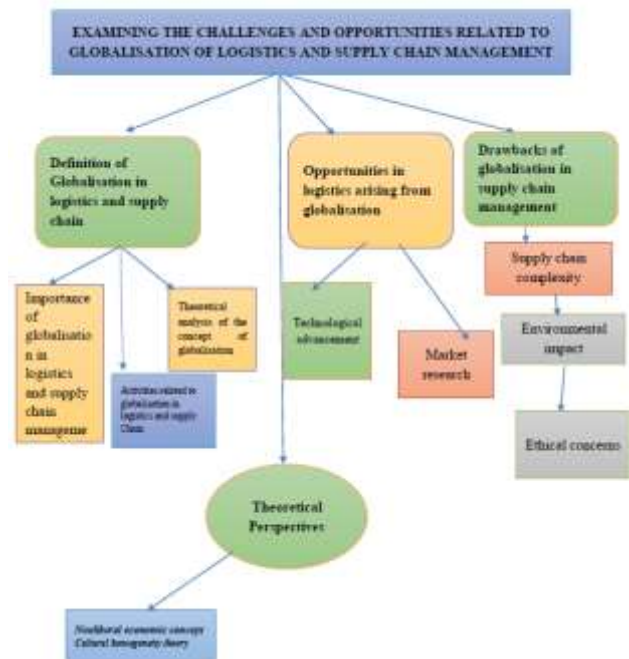 EXAMINING THE CHALLENGES AND OPPORTUNITIES RELATED TO
GLOBALISATION OF LOGISTICS AND SUPPLY CHAIN MANAGEMENT
Definition of
Globalisation in
logistics and supply
chain
Opportunities in
logistics arising from
globalisation
Drawbacks of
globalisation in
supply chain
management
Importance
of
globalisatio
n in
logistics
and supply
chain
manageme
Activities related to
globalisation in
logistics and supply
Chain
Theoretical
analysis of the
concept of
globalisation
Technological
advancement
Market
research
Supply chain
complexity
Environmental
impact
Ethical concerns
Theoretical
Perspectives
Neoliberal economic concept
Cultural homogeneity theory